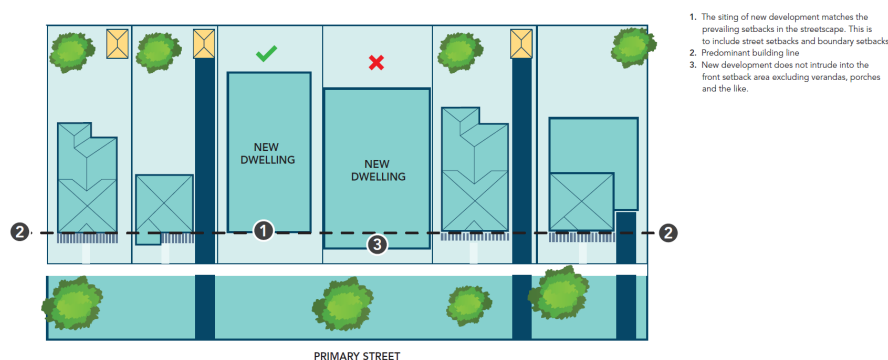 1. The siting of new development matches the
prevailing setbacks in the streetscape. This is
to include street setbacks and boundary setbacks
2. Predominant building line
3. New development does not intrude into the
front setback area excluding verandas, porches
and the like.
NEW
DWELLING
NEW
DWELLING
2
1
3
2
PRIMARY STREET